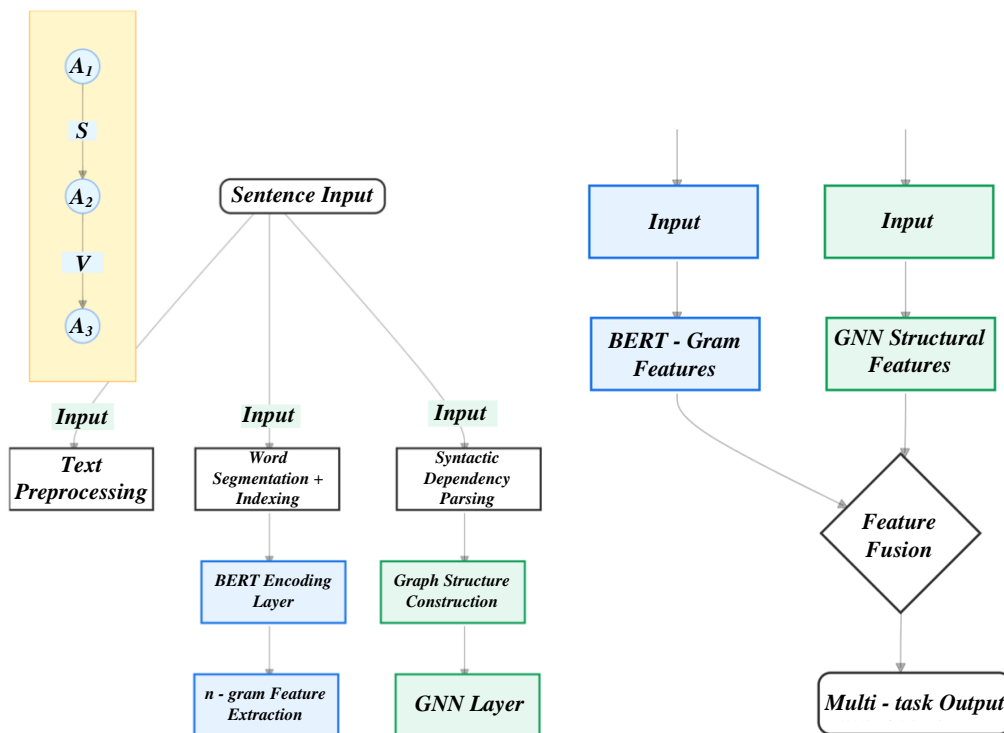 A1
S
A2
V
A3
Sentence Input
Input
Input
Input
Text
Preprocessing
Word
Segmentation +
Indexing
Syntactic
Dependency
Parsing
BERT Encoding
Layer
Graph Structure
Construction
n - gram Feature
Extraction
GNN Layer
Input
Input
BERT - Gram
Features
GNN Structural
Features
Feature
Fusion
Multi - task Output